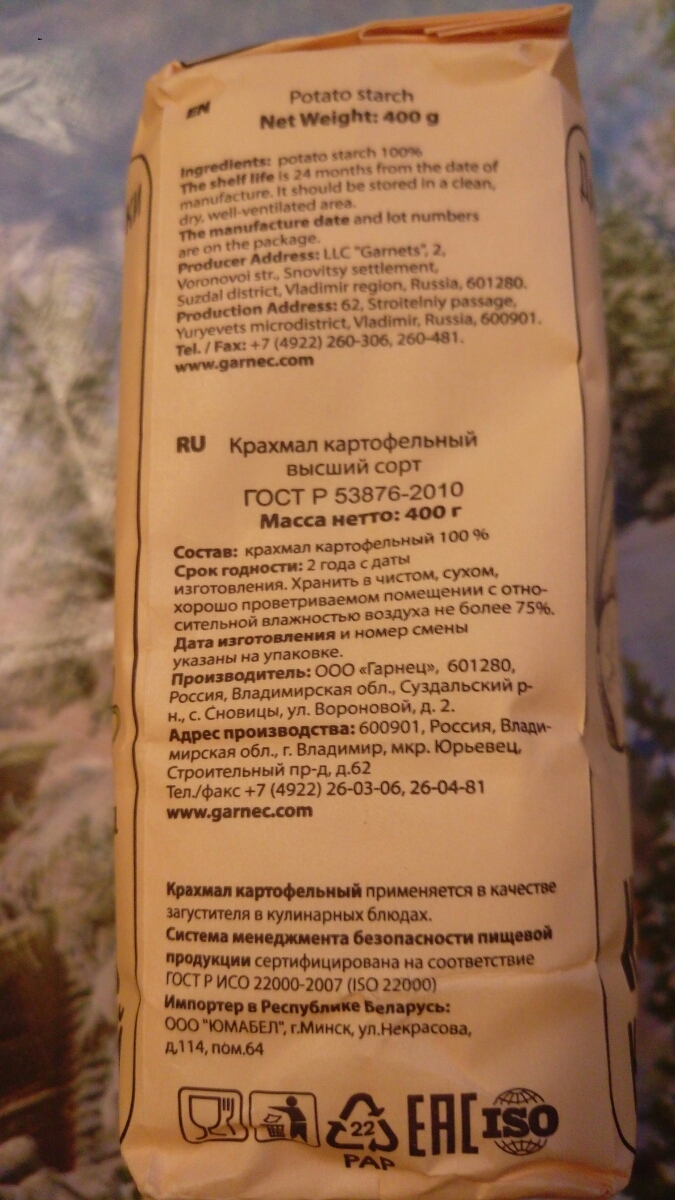 EN
Potato starch
Net Weight: 400 g
Ingredients: potato starch 100%
The shelf life is 24 months from the date of
manufacture. It should be stored in a clean,
dry, well-ventilated area.
The manufacture date and lot numbers
are on the package.
Producer Address: LLC "Garnets", 2,
Voronovoi str., Snovitsy settlement,
Suzdal district, Vladimir region, Russia, 601280.
Production Address: 62, Stroitelniy passage,
Yuryevets microdistrict, Vladimir, Russia, 600901.
Tel. / Fax: +7 (4922) 260-306, 260-481.
www.garnec.com
RU Крахмал картофельный
высший сорт
ГОСТ Р 53876-2010
Масса нетто: 400 г
Состав: крахмал картофельный 100 %
Срок годности: 2 года с даты
изготовления. Хранить в чистом, сухом,
хорошо проветриваемом помещении с отно-
сительной влажностью воздуха не более 75%.
Дата изготовления и номер смены
указаны на упаковке.
Производитель: ООО «Гарнец», 601280,
Россия, Владимирская обл., Суздальский р-
н., с. Сновицы, ул. Вороновой, д. 2.
Адрес производства: 600901, Россия, Влади-
мирская обл., г. Владимир, мкр. Юрьевец,
Строительный пр-д, д.62
Тел./факс +7 (4922) 26-03-06, 26-04-81
www.garnec.com
Крахмал картофельный применяется в качестве
загустителя в кулинарных блюдах.
Система менеджмента безопасности пищевой
продукции сертифицирована на соответствие
ГОСТ Р ИСО 22000-2007 (ISO 22000)
Импортер в Республике Беларусь:
ООО "ЮМАБЕЛ", г.Минск, ул.Некрасова,
д,114, пом.64
22
PAP
EAC
ISO